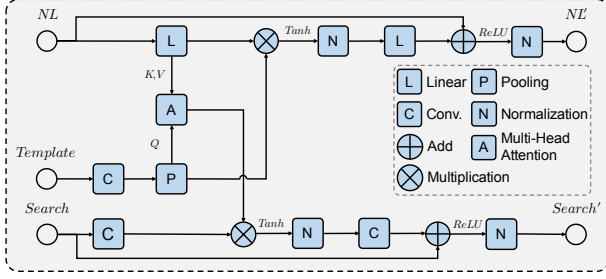 NL
NL'
L
Tanh
N
L
ReLU
N
K,V
A
Q
Template
C
P
L Linear
P Pooling
C Conv.
N Normalization
Add
A Multi-Head Attention
Multiplication
Search
Search'
C
Tanh
N
C
ReLU
N